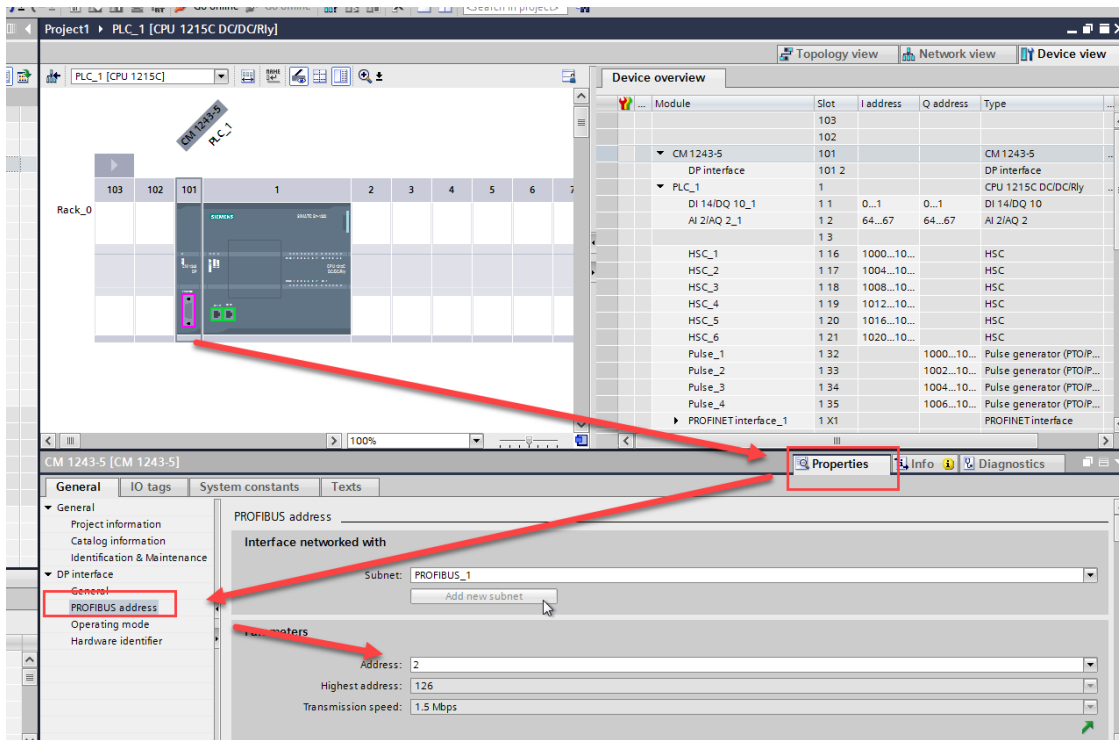 Project1 ▸ PLC_1 [CPU 1215C DC/DC/Rly]
Topology view Network view Device view
PLC_1 [CPU 1215C]
Device overview
... Module Slot I address Q address Type ...
103
102
CM 1243-5 101 CM 1243-5
DP interface 101 2 DP interface
PLC_1 1 CPU 1215C DC/DC/Rly
DI 14/DQ 10_1 1 1 0...1 0...1 DI 14/DQ 10
AI 2/AQ 2_1 1 2 64...67 64...67 AI 2/AQ 2
1 3
HSC_1 1 16 1000...10... HSC
HSC_2 1 17 1004...10... HSC
HSC_3 1 18 1008...10... HSC
HSC_4 1 19 1012...10... HSC
HSC_5 1 20 1016...10... HSC
HSC_6 1 21 1020...10... HSC
Pulse_1 1 32 1000...10... Pulse generator (PTO/P...
Pulse_2 1 33 1002...10... Pulse generator (PTO/P...
Pulse_3 1 34 1004...10... Pulse generator (PTO/P...
Pulse_4 1 35 1006...10... Pulse generator (PTO/P...
PROFINET interface_1 1 X1 PROFINET interface
CM 1243-5
PLC_1
103 102 101 1 2 3 4 5 6 7
Rack_0
SIEMENS
100%
CM 1243-5 [CM 1243-5]
Properties Info Diagnostics
General IO tags System constants Texts
General
Project information
Catalog information
Identification & Maintenance
DP interface
General
PROFIBUS address
Operating mode
Hardware identifier
PROFIBUS address
Interface networked with
Subnet: PROFIBUS_1
Add new subnet
Parameters
Address: 2
Highest address: 126
Transmission speed: 1.5 Mbps